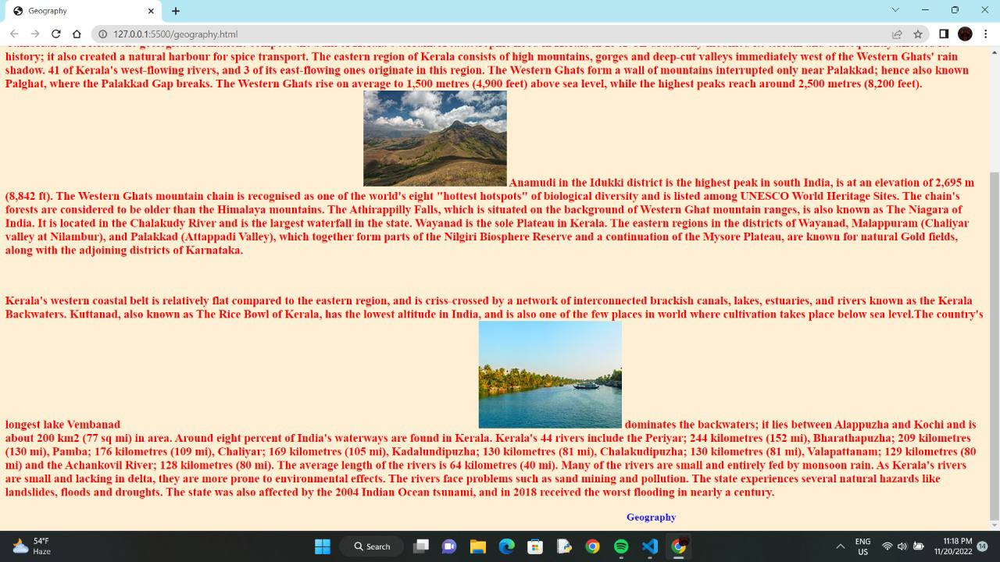 Geography
127.0.0.1:5500/geography.html
history; it also created a natural harbour for spice transport. The eastern region of Kerala consists of high mountains, gorges and deep-cut valleys immediately west of the Western Ghats' rain
shadow. 41 of Kerala's west-flowing rivers, and 3 of its east-flowing ones originate in this region. The Western Ghats form a wall of mountains interrupted only near Palakkad; hence also known
Palghat, where the Palakkad Gap breaks. The Western Ghats rise on average to 1,500 metres (4,900 feet) above sea level, while the highest peaks reach around 2,500 metres (8,200 feet).
Anamudi in the Idukki district is the highest peak in south India, is at an elevation of 2,695 m
(8,842 ft). The Western Ghats mountain chain is recognised as one of the world's eight "hottest hotspots" of biological diversity and is listed among UNESCO World Heritage Sites. The chain's
forests are considered to be older than the Himalaya mountains. The Athirappilly Falls, which is situated on the background of Western Ghat mountain ranges, is also known as The Niagara of
India. It is located in the Chalakudy River and is the largest waterfall in the state. Wayanad is the sole Plateau in Kerala. The eastern regions in the districts of Wayanad, Malappuram (Chaliyar
valley at Nilambur), and Palakkad (Attappadi Valley), which together form parts of the Nilgiri Biosphere Reserve and a continuation of the Mysore Plateau, are known for natural Gold fields,
along with the adjoining districts of Karnataka.
Kerala's western coastal belt is relatively flat compared to the eastern region, and is criss-crossed by a network of interconnected brackish canals, lakes, estuaries, and rivers known as the Kerala
Backwaters. Kuttanad, also known as The Rice Bowl of Kerala, has the lowest altitude in India, and is also one of the few places in world where cultivation takes place below sea level.The country's
longest lake Vembanad dominates the backwaters; it lies between Alappuzha and Kochi and is
about 200 km2 (77 sq mi) in area. Around eight percent of India's waterways are found in Kerala. Kerala's 44 rivers include the Periyar; 244 kilometres (152 mi), Bharathapuzha; 209 kilometres
(130 mi), Pamba; 176 kilometres (109 mi), Chaliyar; 169 kilometres (105 mi), Kadalundipuzha; 130 kilometres (81 mi), Chalakudipuzha; 130 kilometres (81 mi), Valapattanam; 129 kilometres (80
mi) and the Achankovil River; 128 kilometres (80 mi). The average length of the rivers is 64 kilometres (40 mi). Many of the rivers are small and entirely fed by monsoon rain. As Kerala's rivers
are small and lacking in delta, they are more prone to environmental effects. The rivers face problems such as sand mining and pollution. The state experiences several natural hazards like
landslides, floods and droughts. The state was also affected by the 2004 Indian Ocean tsunami, and in 2018 received the worst flooding in nearly a century.
Geography
54°F
Haze
Search
ENG
US
11:18 PM
11/20/2022
14